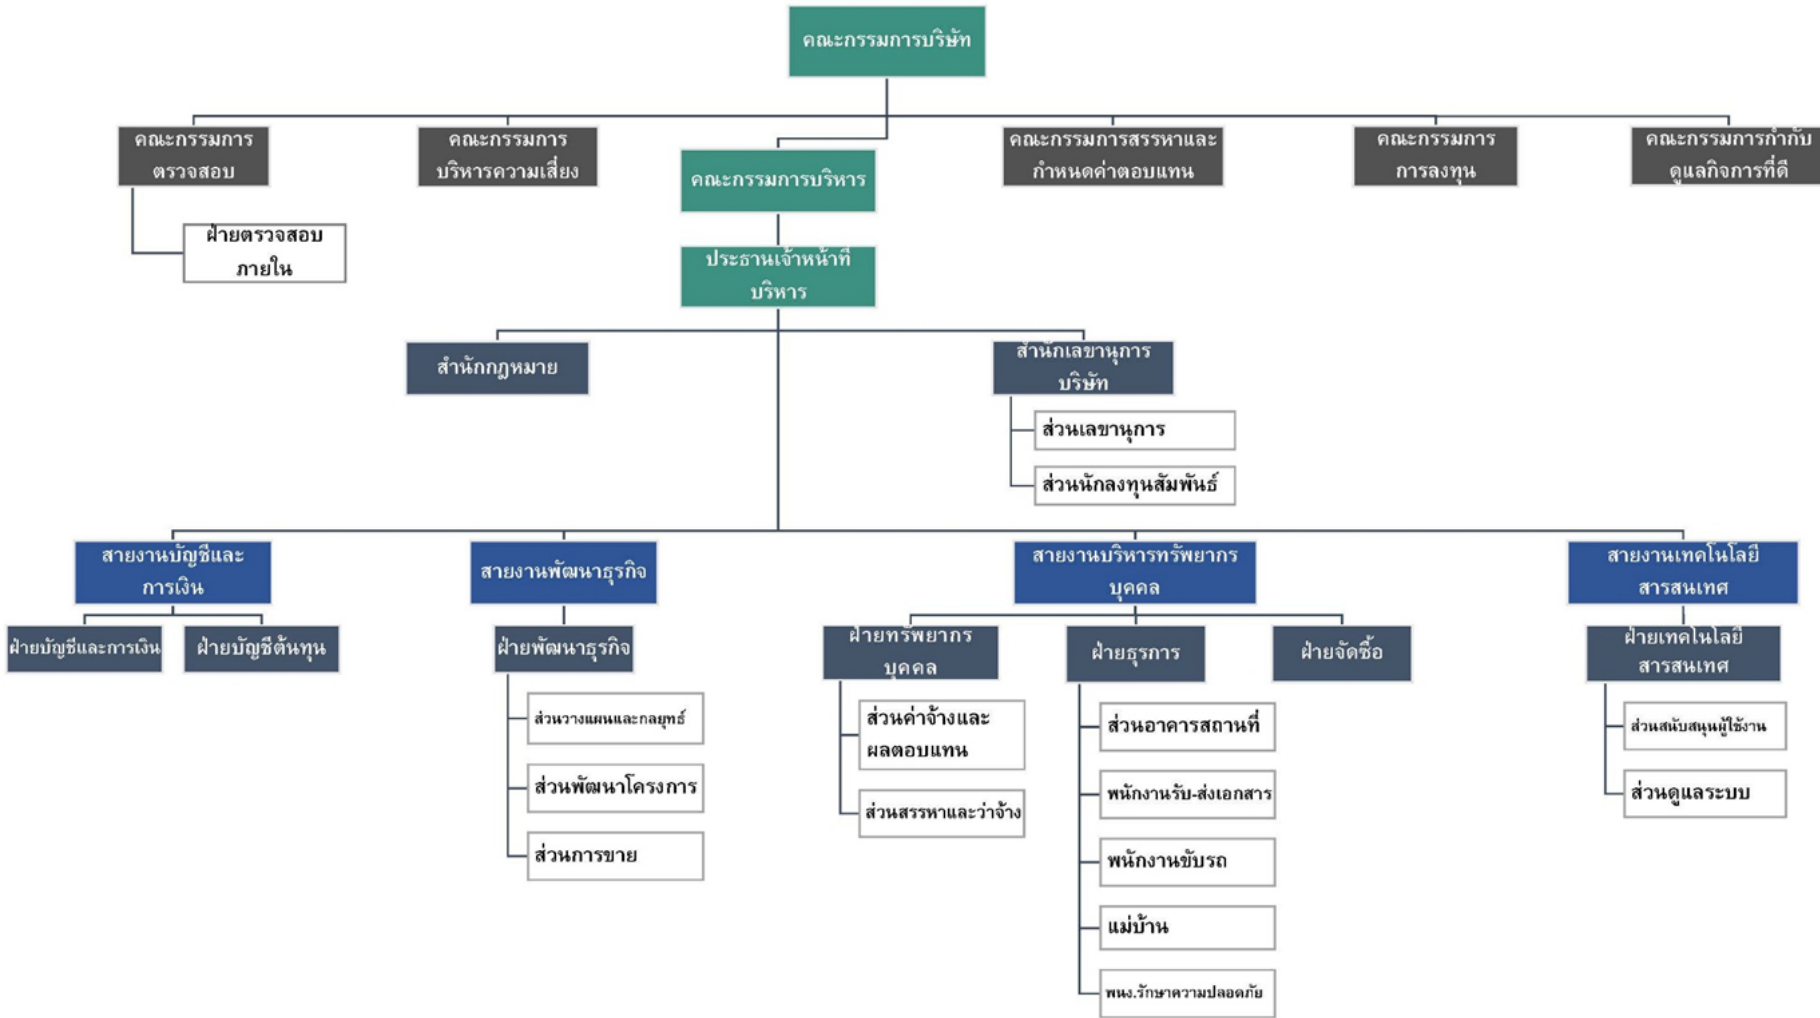 คณะกรรมการบริษัท
คณะกรรมการ
ตรวจสอบ
คณะกรรมการ
บริหารความเสี่ยง
คณะกรรมการบริหาร
คณะกรรมการสรรหาและ
กำหนดค่าตอบแทน
คณะกรรมการ
การลงทุน
คณะกรรมการกำกับ
ดูแลกิจการที่ดี
ฝ่ายตรวจสอบ
ภายใน
ประธานเจ้าหน้าที่
บริหาร
สำนักกฎหมาย
สำนักเลขานุการ
บริษัท
ส่วนเลขานุการ
ส่วนนักลงทุนสัมพันธ์
สายงานบัญชีและ
การเงิน
สายงานพัฒนาธุรกิจ
สายงานบริหารทรัพยากร
บุคคล
สายงานเทคโนโลยี
สารสนเทศ
ฝ่ายบัญชีและการเงิน
ฝ่ายบัญชีต้นทุน
ฝ่ายพัฒนาธุรกิจ
ฝ่ายทรัพยากร
บุคคล
ฝ่ายธุรการ
ฝ่ายจัดซื้อ
ฝ่ายเทคโนโลยี
สารสนเทศ
ส่วนวางแผนและกลยุทธ์
ส่วนพัฒนาโครงการ
ส่วนการขาย
ส่วนค่าจ้างและ
ผลตอบแทน
ส่วนสรรหาและว่าจ้าง
ส่วนอาคารสถานที่
พนักงานรับ-ส่งเอกสาร
พนักงานขับรถ
แม่บ้าน
พนง.รักษาความปลอดภัย
ส่วนสนับสนุนผู้ใช้งาน
ส่วนดูแลระบบ